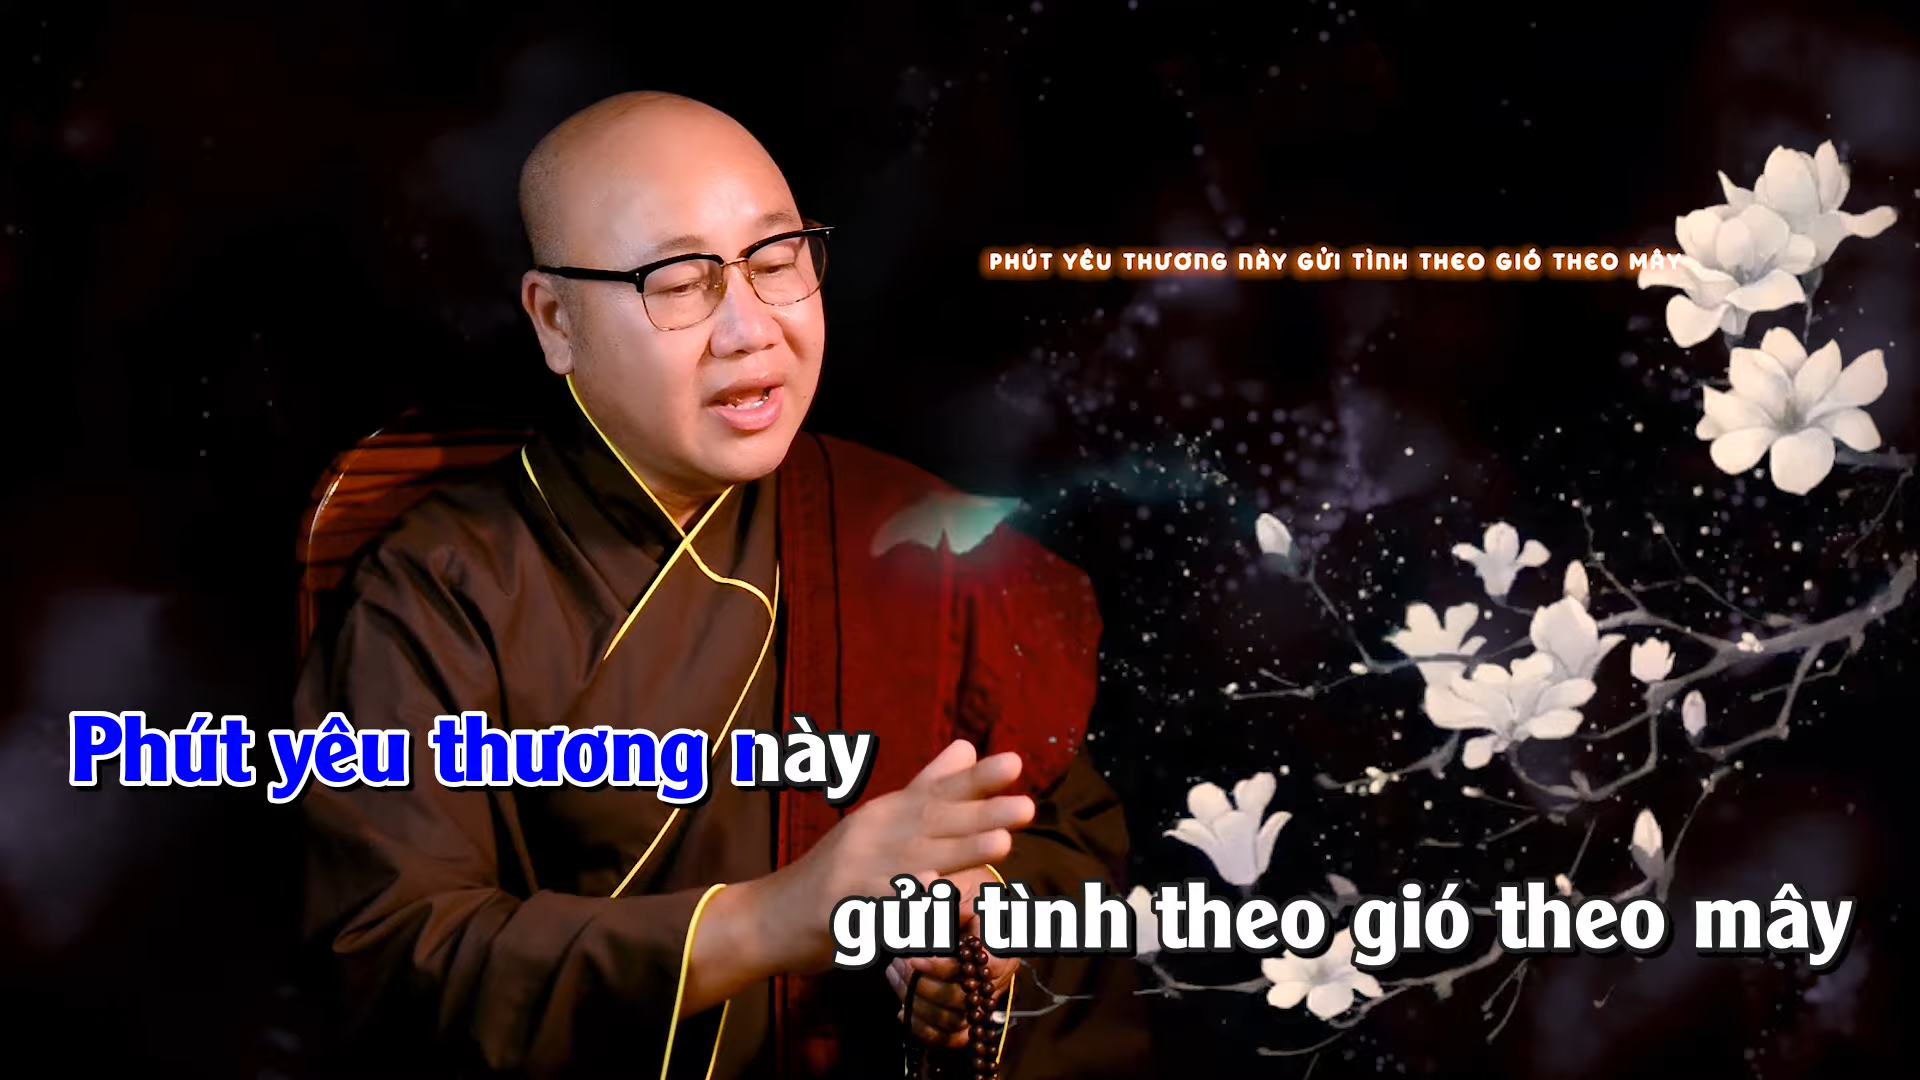 PHÚT YÊU THƯƠNG NÀY GỬI TÌNH THEO GIÓ THEO MÂY
Phút yêu thương này
gửi tình theo gió theo mây